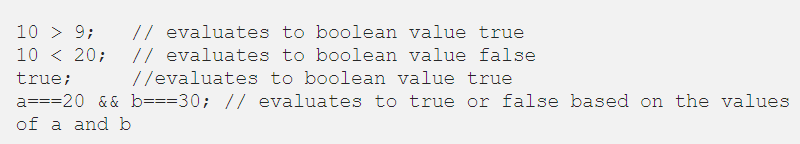 10 > 9;   // evaluates to boolean value true
10 < 20;  // evaluates to boolean value false
true;     //evaluates to boolean value true
a===20 && b===30; // evaluates to true or false based on the values
of a and b